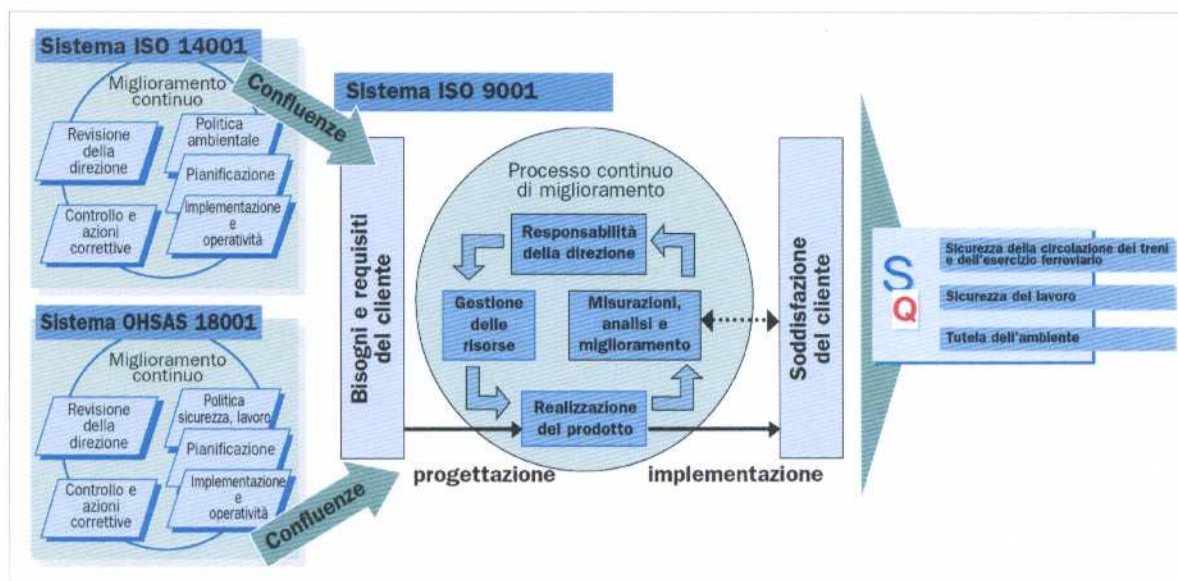 Sistema ISO 14001
Miglioramento
continuo
Revisione
della
direzione
Politica
ambientale
Pianificazione
Implementazione
e
operatività
Controllo e
azioni
correttive
Confluenze
Sistema OHSAS 18001
Miglioramento
continuo
Revisione
della
direzione
Politica
sicurezza, lavoro
Pianificazione
Implementazione
e
operatività
Controllo e
azioni
correttive
Confluenze
Sistema ISO 9001
Bisogni e requisiti
del cliente
Processo continuo
di miglioramento
Responsabilità
della direzione
Gestione
delle
risorse
Misurazioni,
analisi e
miglioramento
Realizzazione
del prodotto
progettazione
implementazione
Soddisfazione
del cliente
S
Q
Sicurezza della circolazione dei treni
e dell'esercizio ferroviario
Sicurezza del lavoro
Tutela dell'ambiente